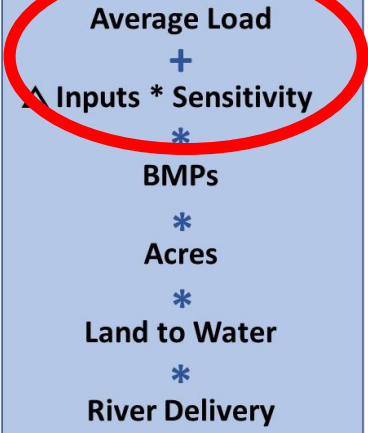 Average Load
+
Δ Inputs * Sensitivity
*
BMPs
*
Acres
*
Land to Water
*
River Delivery